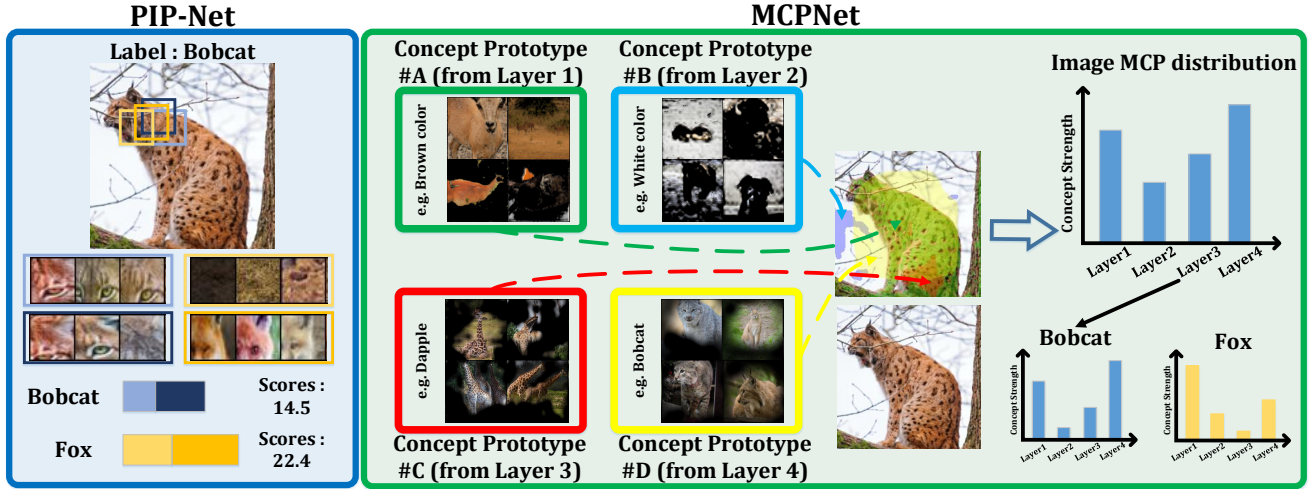 PIP-Net
MCPNet
Label : Bobcat
Bobcat
Scores :
14.5
Fox
Scores :
22.4
Concept Prototype
#A (from Layer 1)
e.g. Brown color
Concept Prototype
#B (from Layer 2)
e.g. White color
e.g. Dapple
Concept Prototype
#C (from Layer 3)
e.g. Bobcat
Concept Prototype
#D (from Layer 4)
Image MCP distribution
Concept Strength
Layer1
Layer2
Layer3
Layer4
Bobcat
Concept Strength
Layer1
Layer2
Layer3
Layer4
Fox
Concept Strength
Layer1
Layer2
Layer3
Layer4